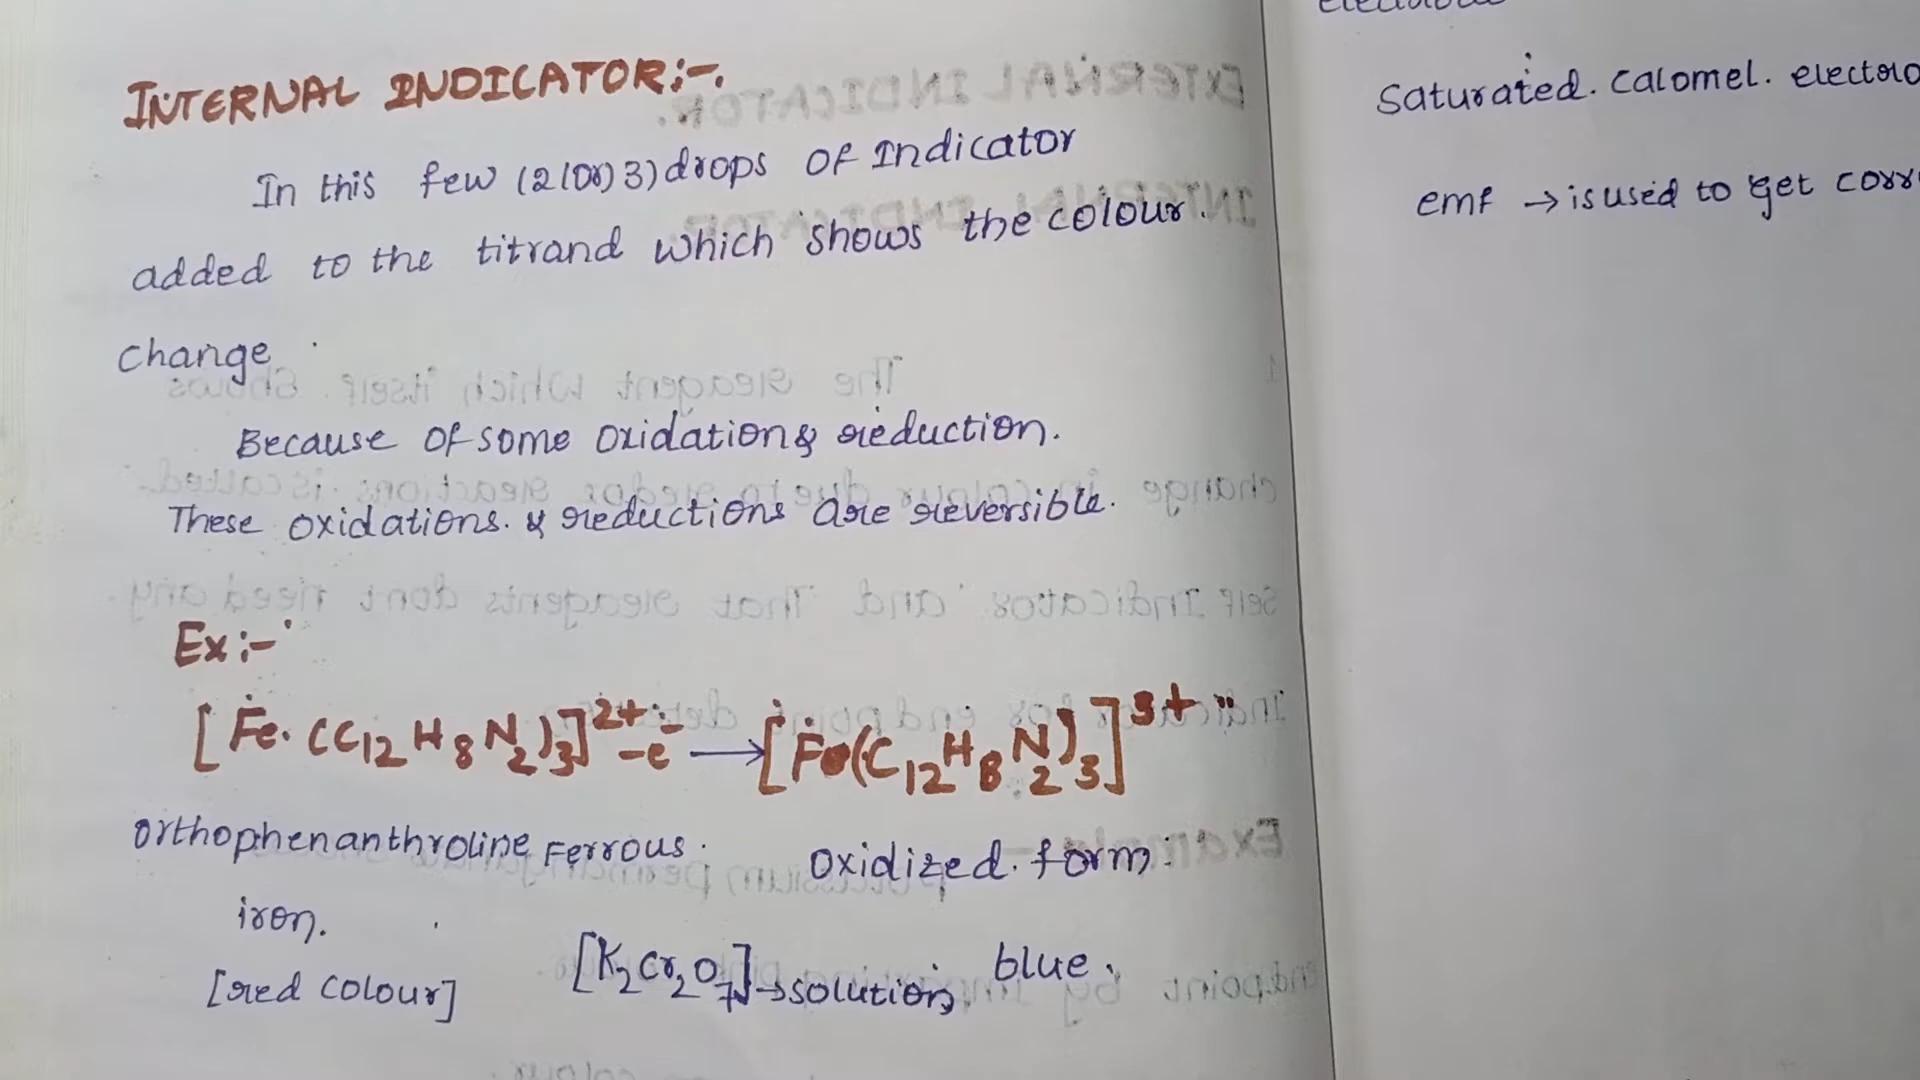 INTERNAL INDICATOR:-.
In this few (2(or)3) drops of Indicator
added to the titrand which shows the colour.
change.
Because of some oxidation & reduction.
These oxidations. & reductions are reversible.
Ex:-
[Fe.(C12H8N2)3]2+ -e- → [Fe(C12H8N2)3]3+
orthophenanthroline Ferrous. oxidized. form:
iron.
[K2Cr2O7] → solution, blue.
[red colour]
Saturated. Calomel.
emf → is used to get